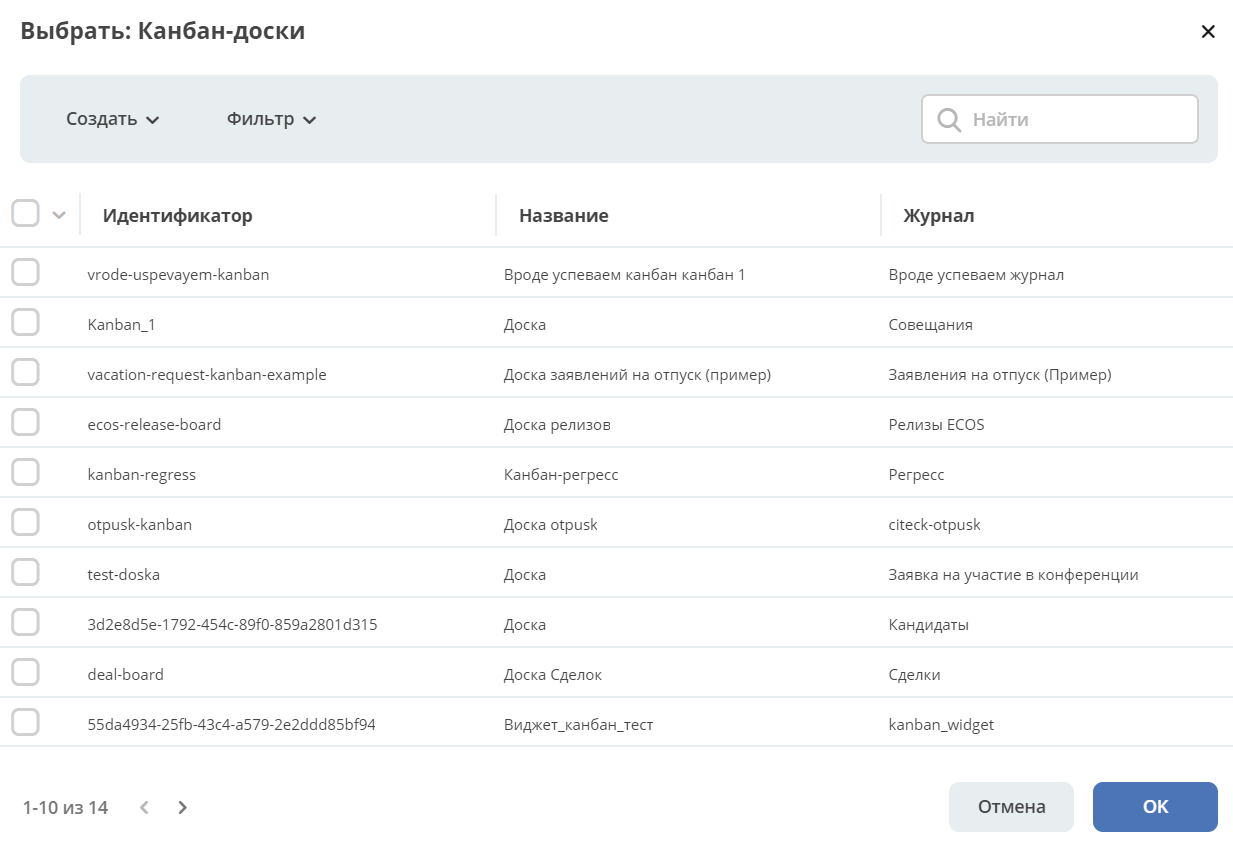 Выбрать: Канбан-доски
Создать Фильтр Найти
Идентификатор Название Журнал
vrode-uspevayem-kanban Вроде успеваем канбан канбан 1 Вроде успеваем журнал
Kanban_1 Доска Совещания
vacation-request-kanban-example Доска заявлений на отпуск (пример) Заявления на отпуск (Пример)
ecos-release-board Доска релизов Релизы ECOS
kanban-regress Канбан-регресс Регресс
otpusk-kanban Доска otpusk citeck-otpusk
test-doska Доска Заявка на участие в конференции
3d2e8d5e-1792-454c-89f0-859a2801d315 Доска Кандидаты
deal-board Доска Сделок Сделки
55da4934-25fb-43c4-a579-2e2ddd85bf94 Виджет_канбан_тест kanban_widget
1-10 из 14 Отмена ОК